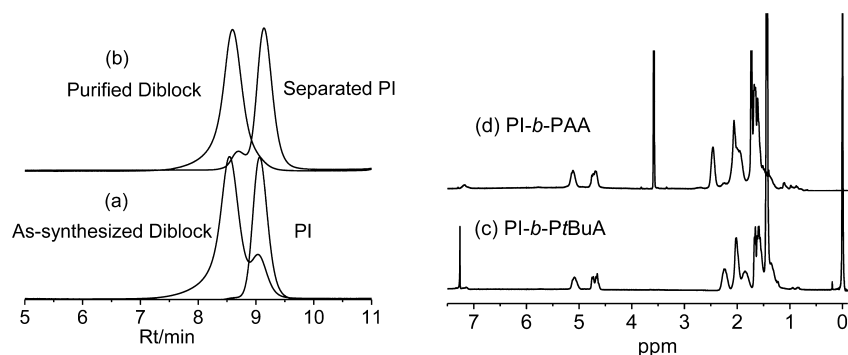 (b)
Purified Diblock
Separated PI
(a)
As-synthesized Diblock
PI
5 6 7 8 9 10 11
Rt/min
(d) PI-b-PAA
(c) PI-b-PtBuA
7 6 5 4 3 2 1 0
ppm